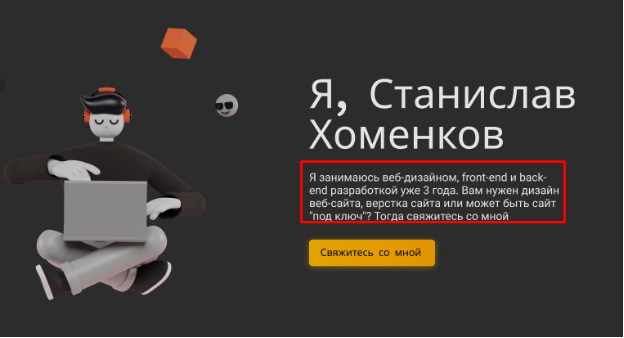 Я, Станислав
Хоменков
Я занимаюсь веб-дизайном, front-end и back-
end разработкой уже 3 года. Вам нужен дизайн
веб-сайта, верстка сайта или может быть сайт
"под ключ"? Тогда свяжитесь со мной
Свяжитесь со мной